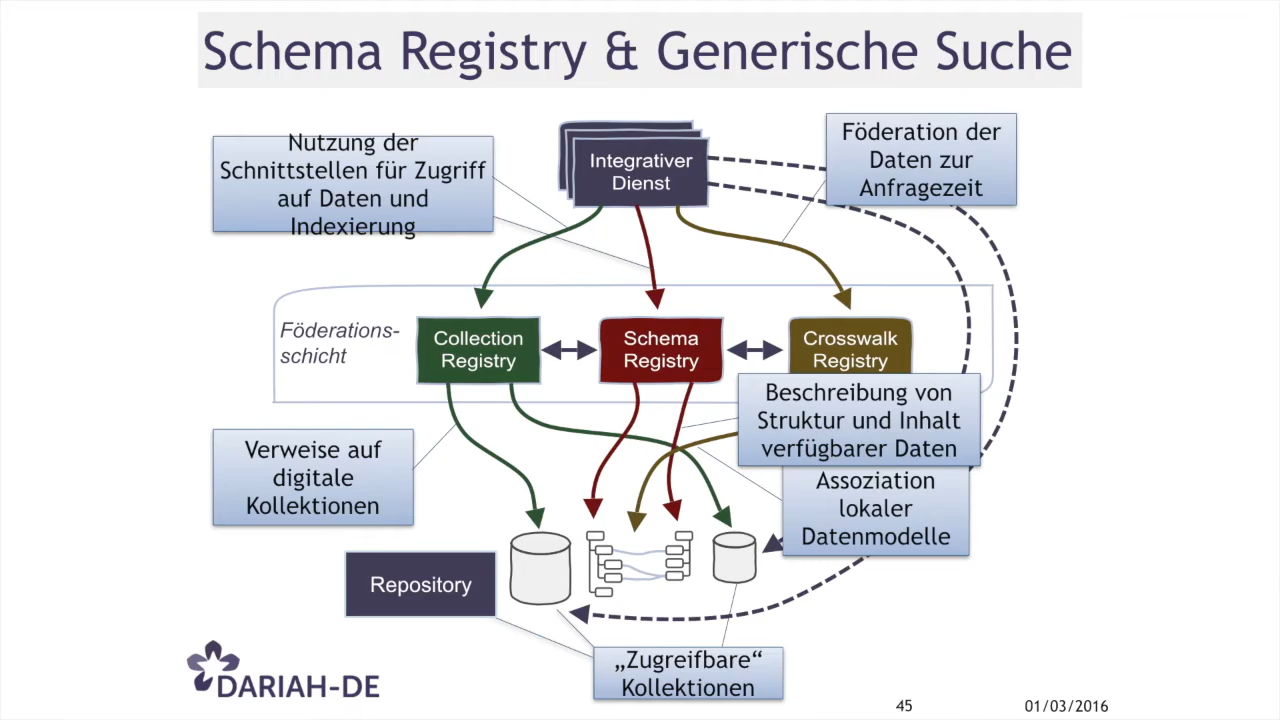 Schema Registry & Generische Suche
Nutzung der
Schnittstellen für Zugriff
auf Daten und
Indexierung
Integrativer
Dienst
Föderation der
Daten zur
Anfragezeit
Föderations-
schicht
Collection
Registry
Schema
Registry
Crosswalk
Registry
Beschreibung von
Struktur und Inhalt
verfügbarer Daten
Verweise auf
digitale
Kollektionen
Assoziation
lokaler
Datenmodelle
Repository
„Zugreifbare“
Kollektionen
DARIAH-DE
45
01/03/2016